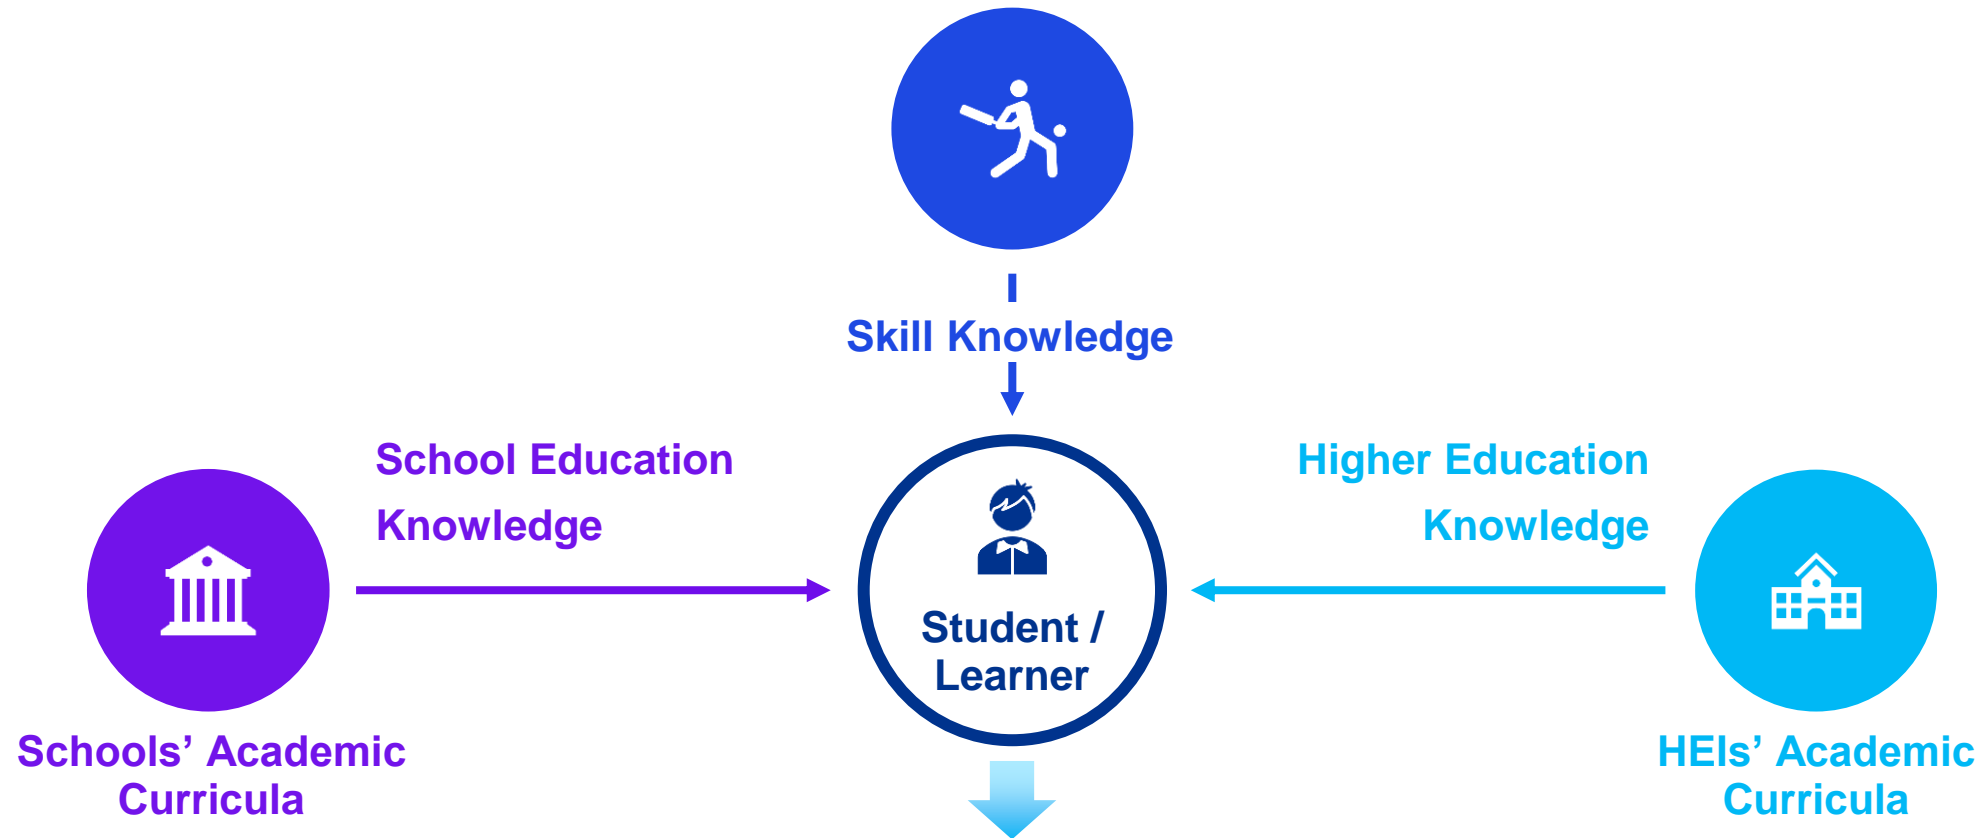 Skill Knowledge
School Education
Knowledge
Higher Education
Knowledge
Student /
Learner
Schools’ Academic
Curricula
HEIs’ Academic
Curricula